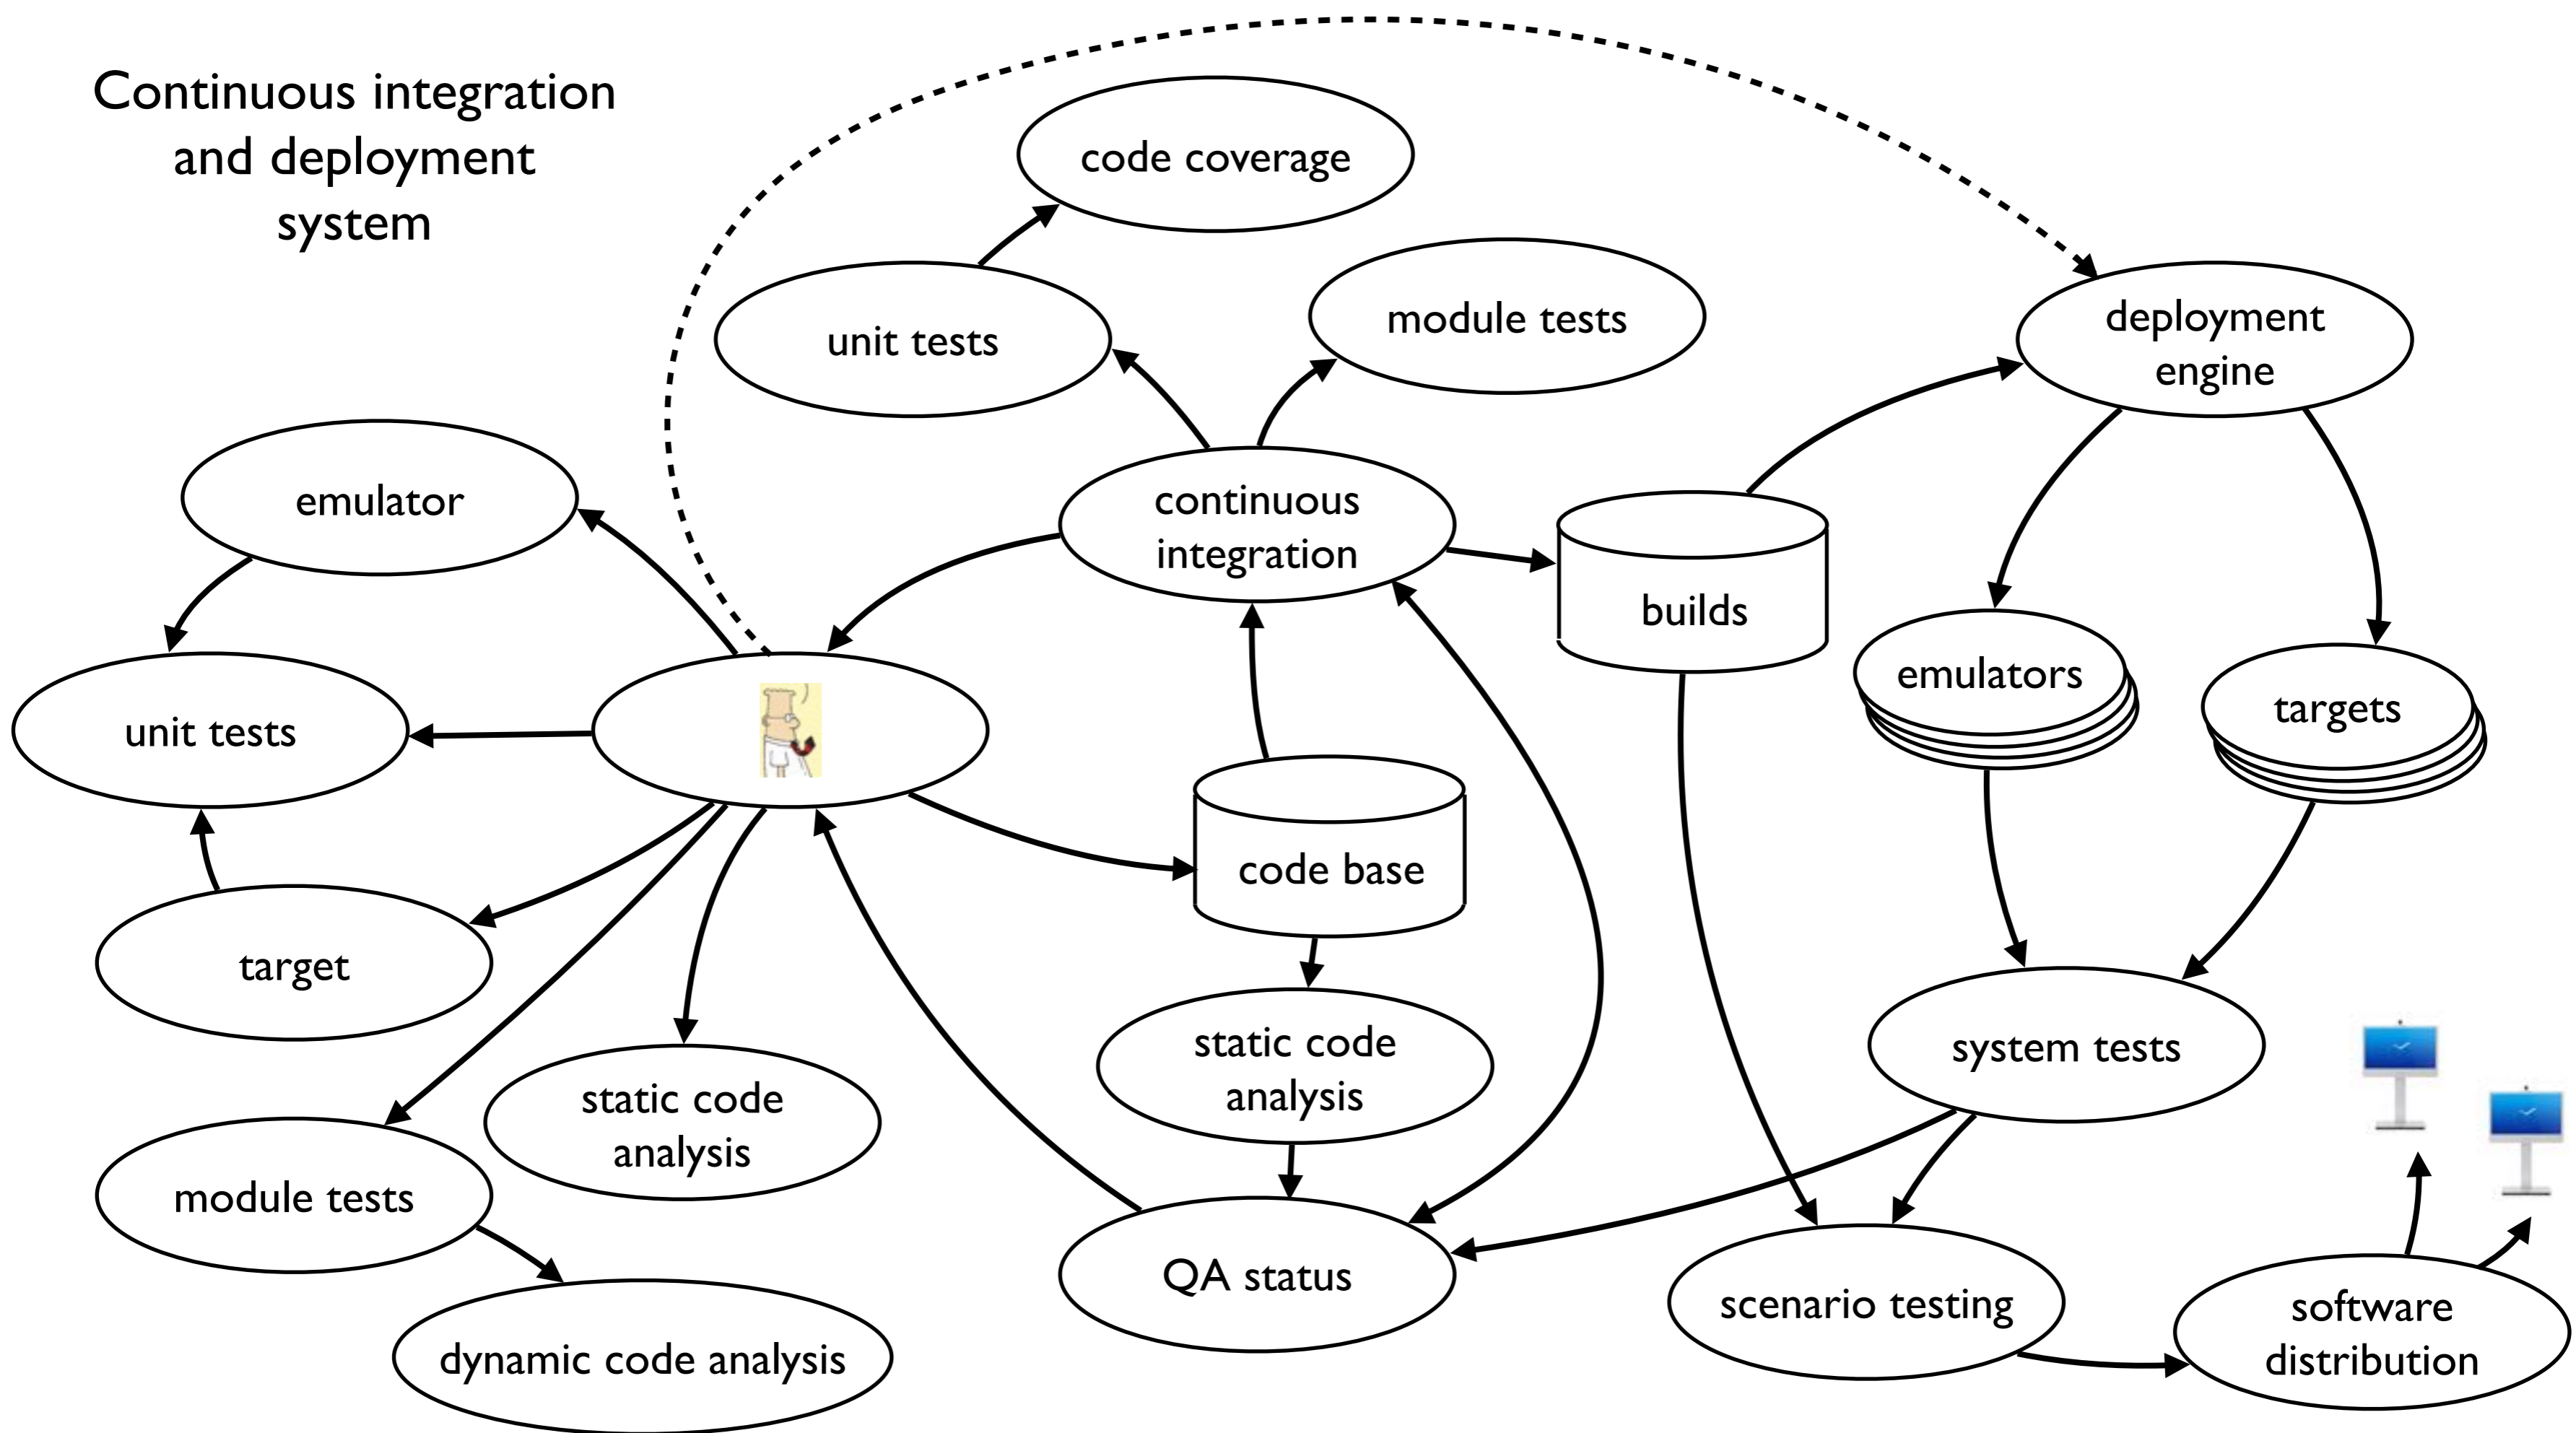 Continuous integration
and deployment
system
code coverage
unit tests
module tests
deployment
engine
emulator
continuous
integration
builds
emulators
targets
unit tests
code base
target
static code
analysis
system tests
static code
analysis
module tests
QA status
scenario testing
software
distribution
dynamic code analysis